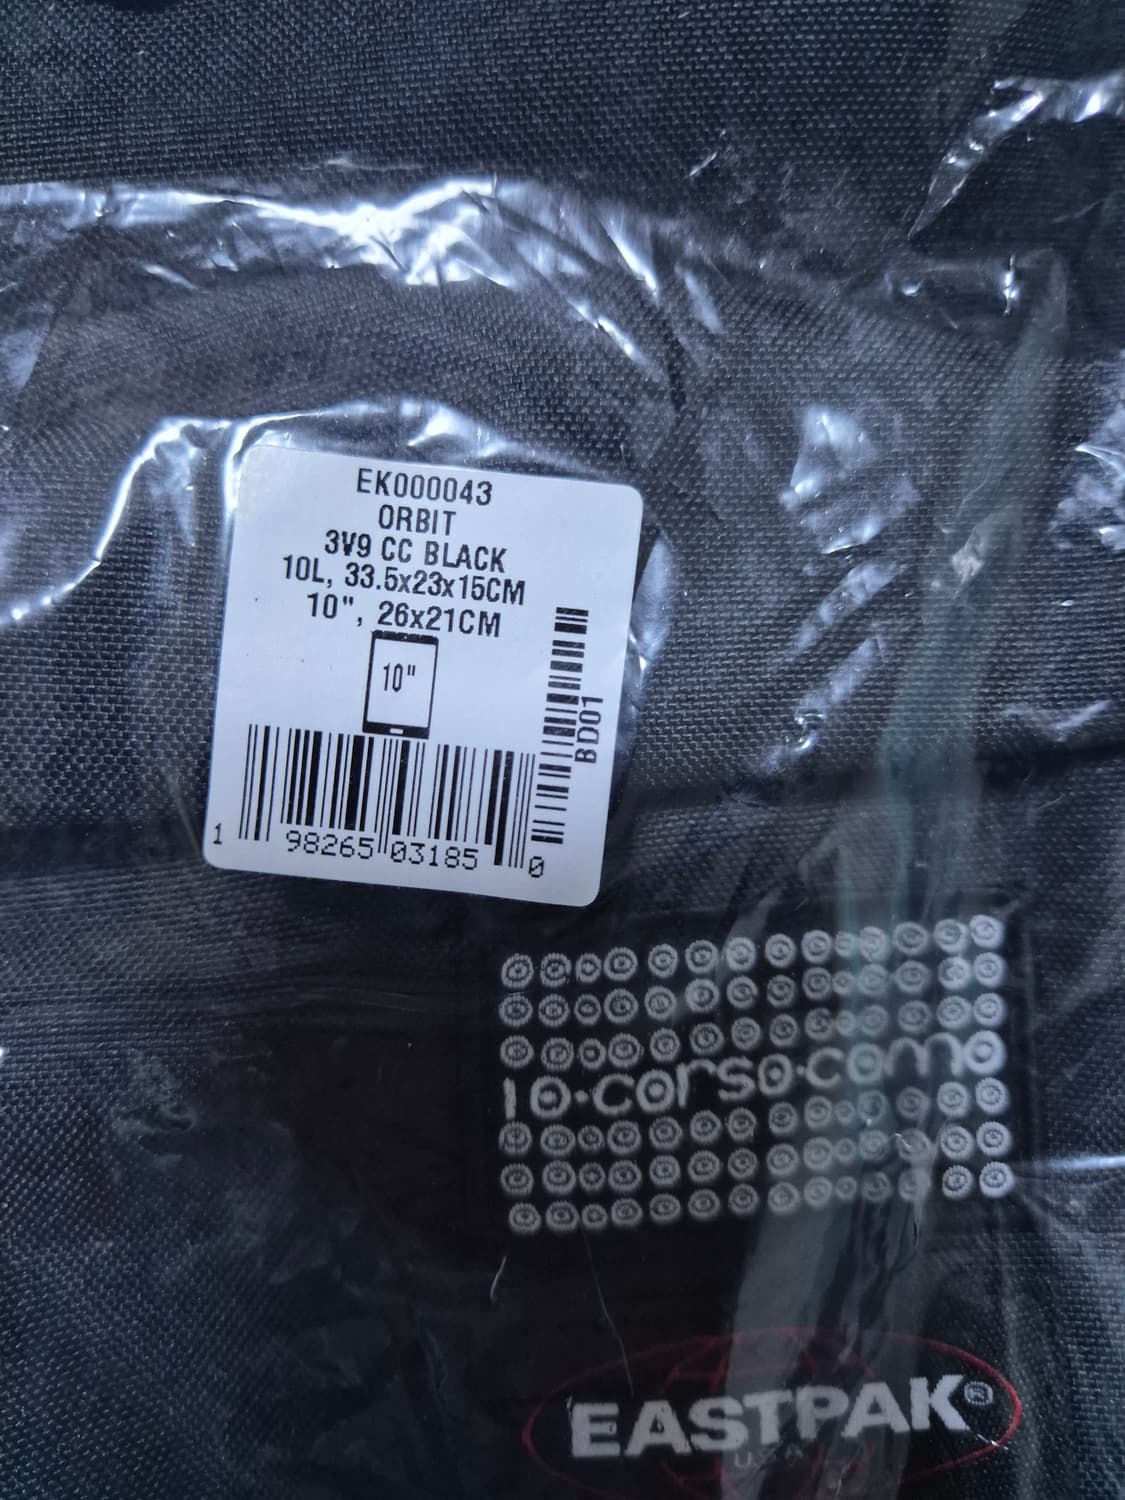 EK000043
ORBIT
3V9 CC BLACK
10L, 33.5x23x15CM
10", 26x21CM
10"
BD01
1 98265 03185 0
10·corso·como
EASTPAK®
U.S.A.